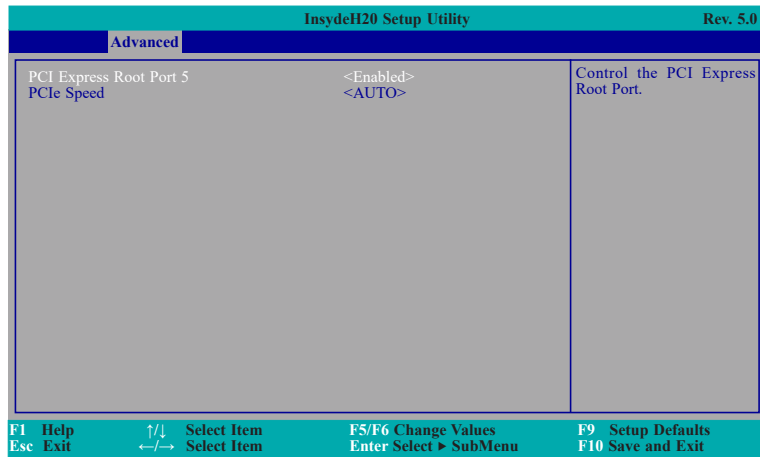 InsydeH20 Setup Utility Rev. 5.0
Advanced
PCI Express Root Port 5 <Enabled>
PCIe Speed <AUTO>
Control the PCI Express
Root Port.
F1 Help ↑/↓ Select Item F5/F6 Change Values F9 Setup Defaults
Esc Exit ←/→ Select Item Enter Select ► SubMenu F10 Save and Exit